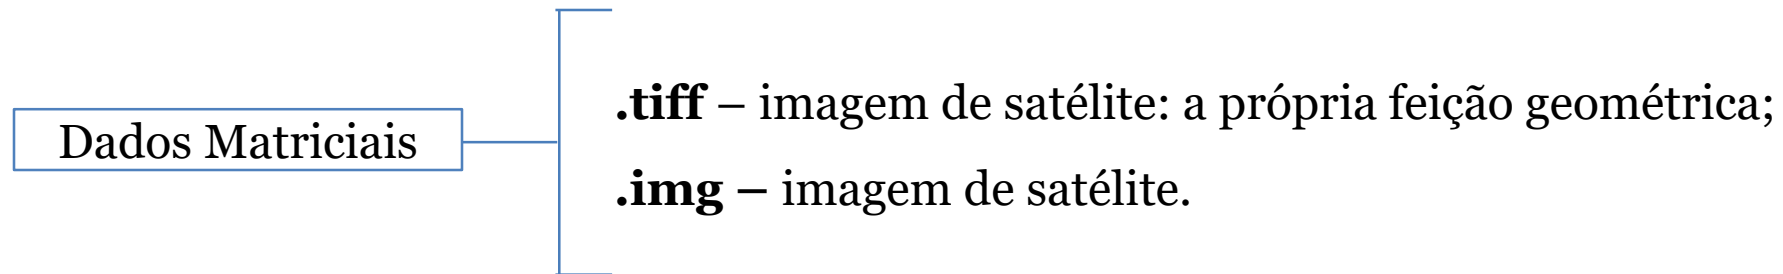 Dados Matriciais
.tiff – imagem de satélite: a própria feição geométrica;
.img – imagem de satélite.